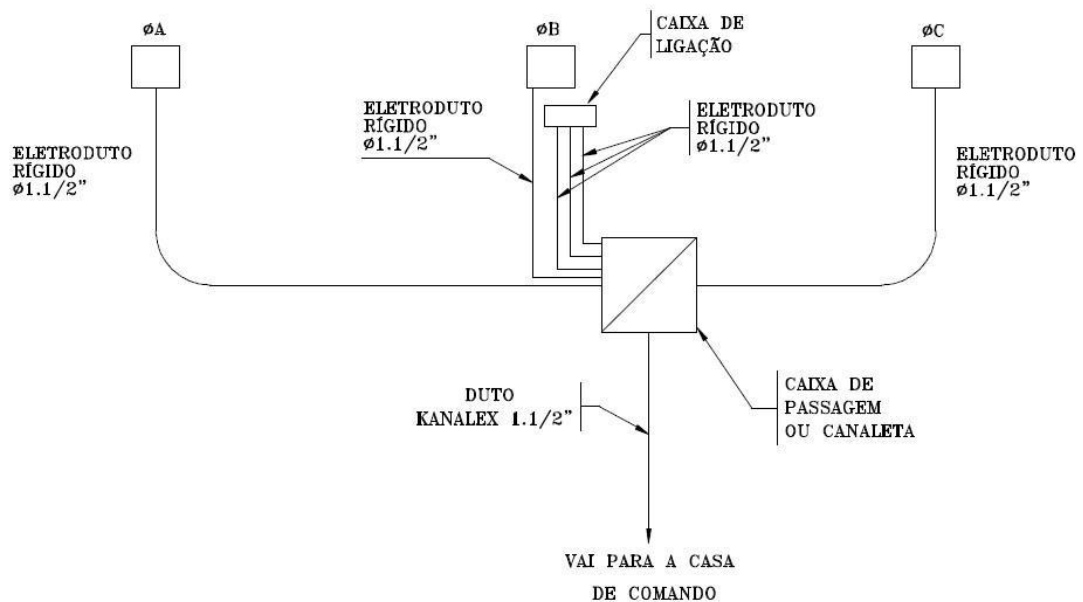 øA
øB
øC
CAIXA DE
LIGAÇÃO
ELETRODUTO
RÍGIDO
ø1.1/2"
ELETRODUTO
RÍGIDO
ø1.1/2"
ELETRODUTO
RÍGIDO
ø1.1/2"
ELETRODUTO
RÍGIDO
ø1.1/2"
DUTO
KANALEX 1.1/2"
CAIXA DE
PASSAGEM
OU CANALETA
VAI PARA A CASA
DE COMANDO